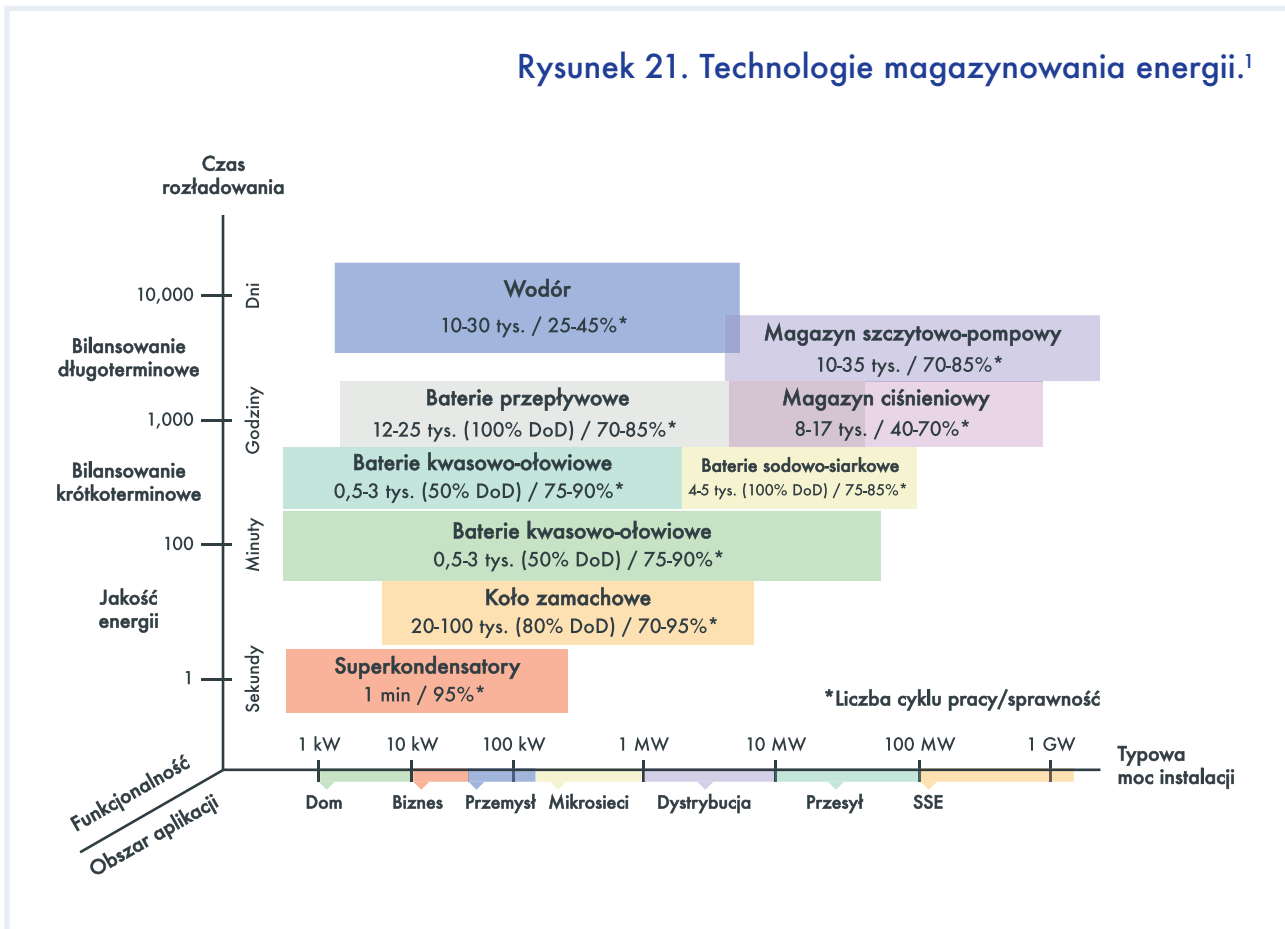 Rysunek 21. Technologie magazynowania energii.¹
Czas
rozładowania
10,000
Dni
Bilansowanie
długoterminowe
1,000
Godziny
Bilansowanie
krótkoterminowe
100
Minuty
Jakość
energii
1
Sekundy
Wodór
10-30 tys. / 25-45%*
Magazyn szczytowo-pompowy
10-35 tys. / 70-85%*
Baterie przepływowe
12-25 tys. (100% DoD) / 70-85%*
Magazyn ciśnieniowy
8-17 tys. / 40-70%*
Baterie kwasowo-ołowiowe
0,5-3 tys. (50% DoD) / 75-90%*
Baterie sodowo-siarkowe
4-5 tys. (100% DoD) / 75-85%*
Baterie kwasowo-ołowiowe
0,5-3 tys. (50% DoD) / 75-90%*
Koło zamachowe
20-100 tys. (80% DoD) / 70-95%*
Superkondensatory
1 min / 95%*
*Liczba cyklu pracy/sprawność
1 kW
10 kW
100 kW
1 MW
10 MW
100 MW
1 GW
Typowa
moc instalacji
Funkcjonalność
Obszar aplikacji
Dom
Biznes
Przemysł
Mikrosieci
Dystrybucja
Przesył
SSE